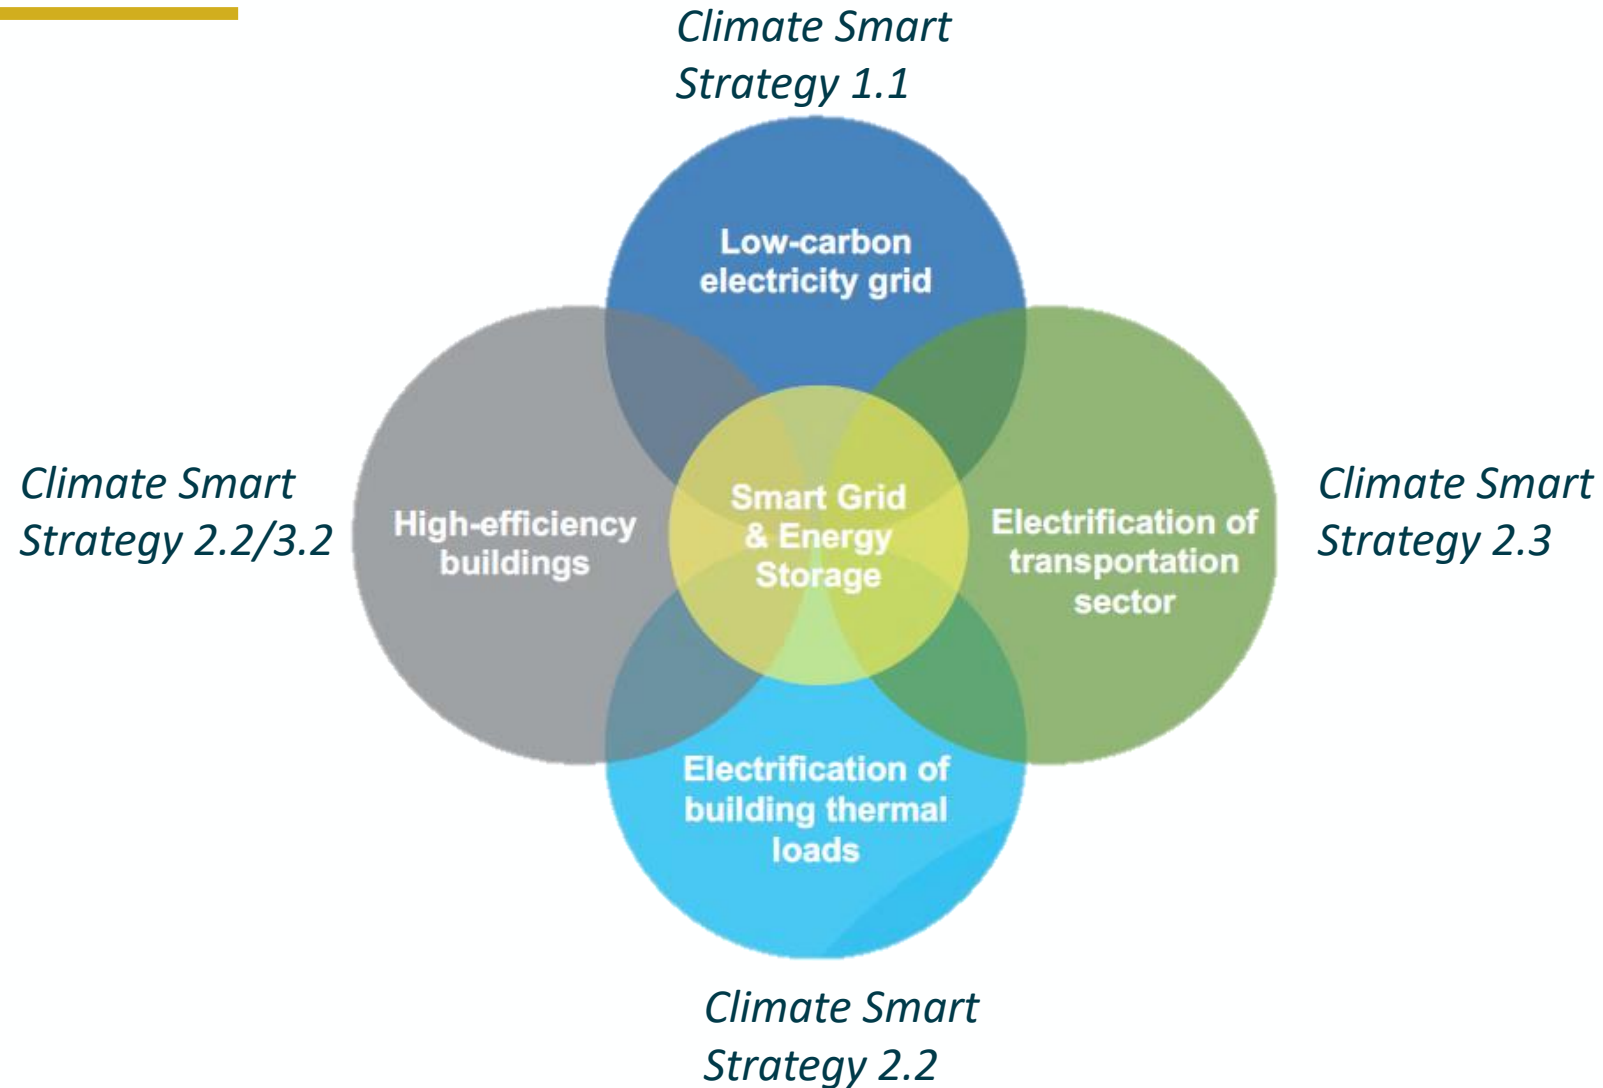 Climate Smart
Strategy 1.1
Low-carbon
electricity grid
Climate Smart
Strategy 2.2/3.2
High-efficiency
buildings
Smart Grid
& Energy
Storage
Electrification of
transportation
sector
Climate Smart
Strategy 2.3
Electrification of
building thermal
loads
Climate Smart
Strategy 2.2